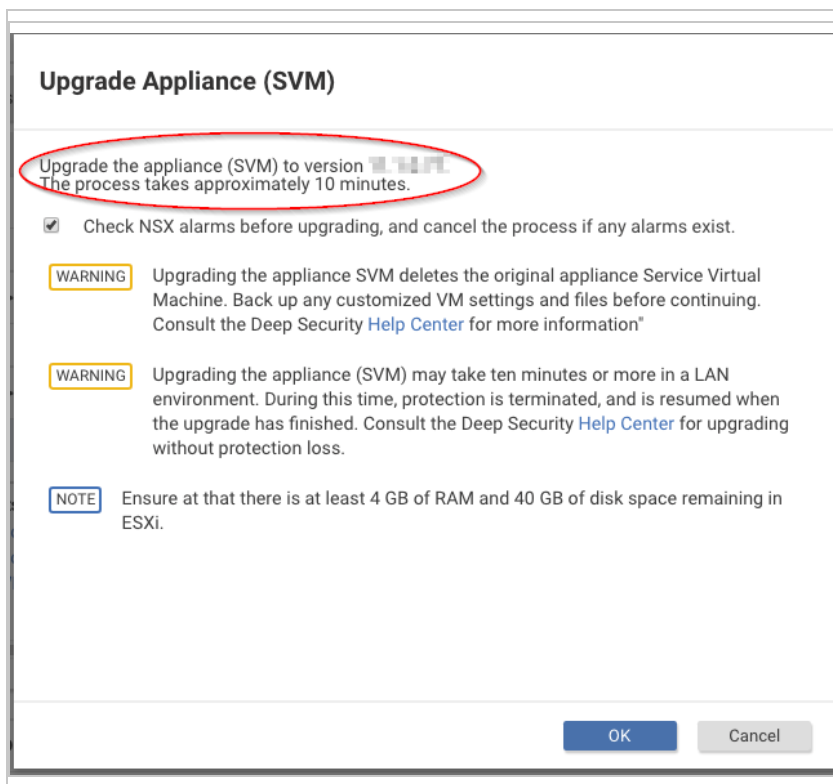 Upgrade Appliance (SVM)
Upgrade the appliance (SVM) to version
The process takes approximately 10 minutes.
Check NSX alarms before upgrading, and cancel the process if any alarms exist.
WARNING Upgrading the appliance SVM deletes the original appliance Service Virtual
Machine. Back up any customized VM settings and files before continuing.
Consult the Deep Security Help Center for more information"
WARNING Upgrading the appliance (SVM) may take ten minutes or more in a LAN
environment. During this time, protection is terminated, and is resumed when
the upgrade has finished. Consult the Deep Security Help Center for upgrading
without protection loss.
NOTE Ensure at that there is at least 4 GB of RAM and 40 GB of disk space remaining in
ESXi.
OK Cancel